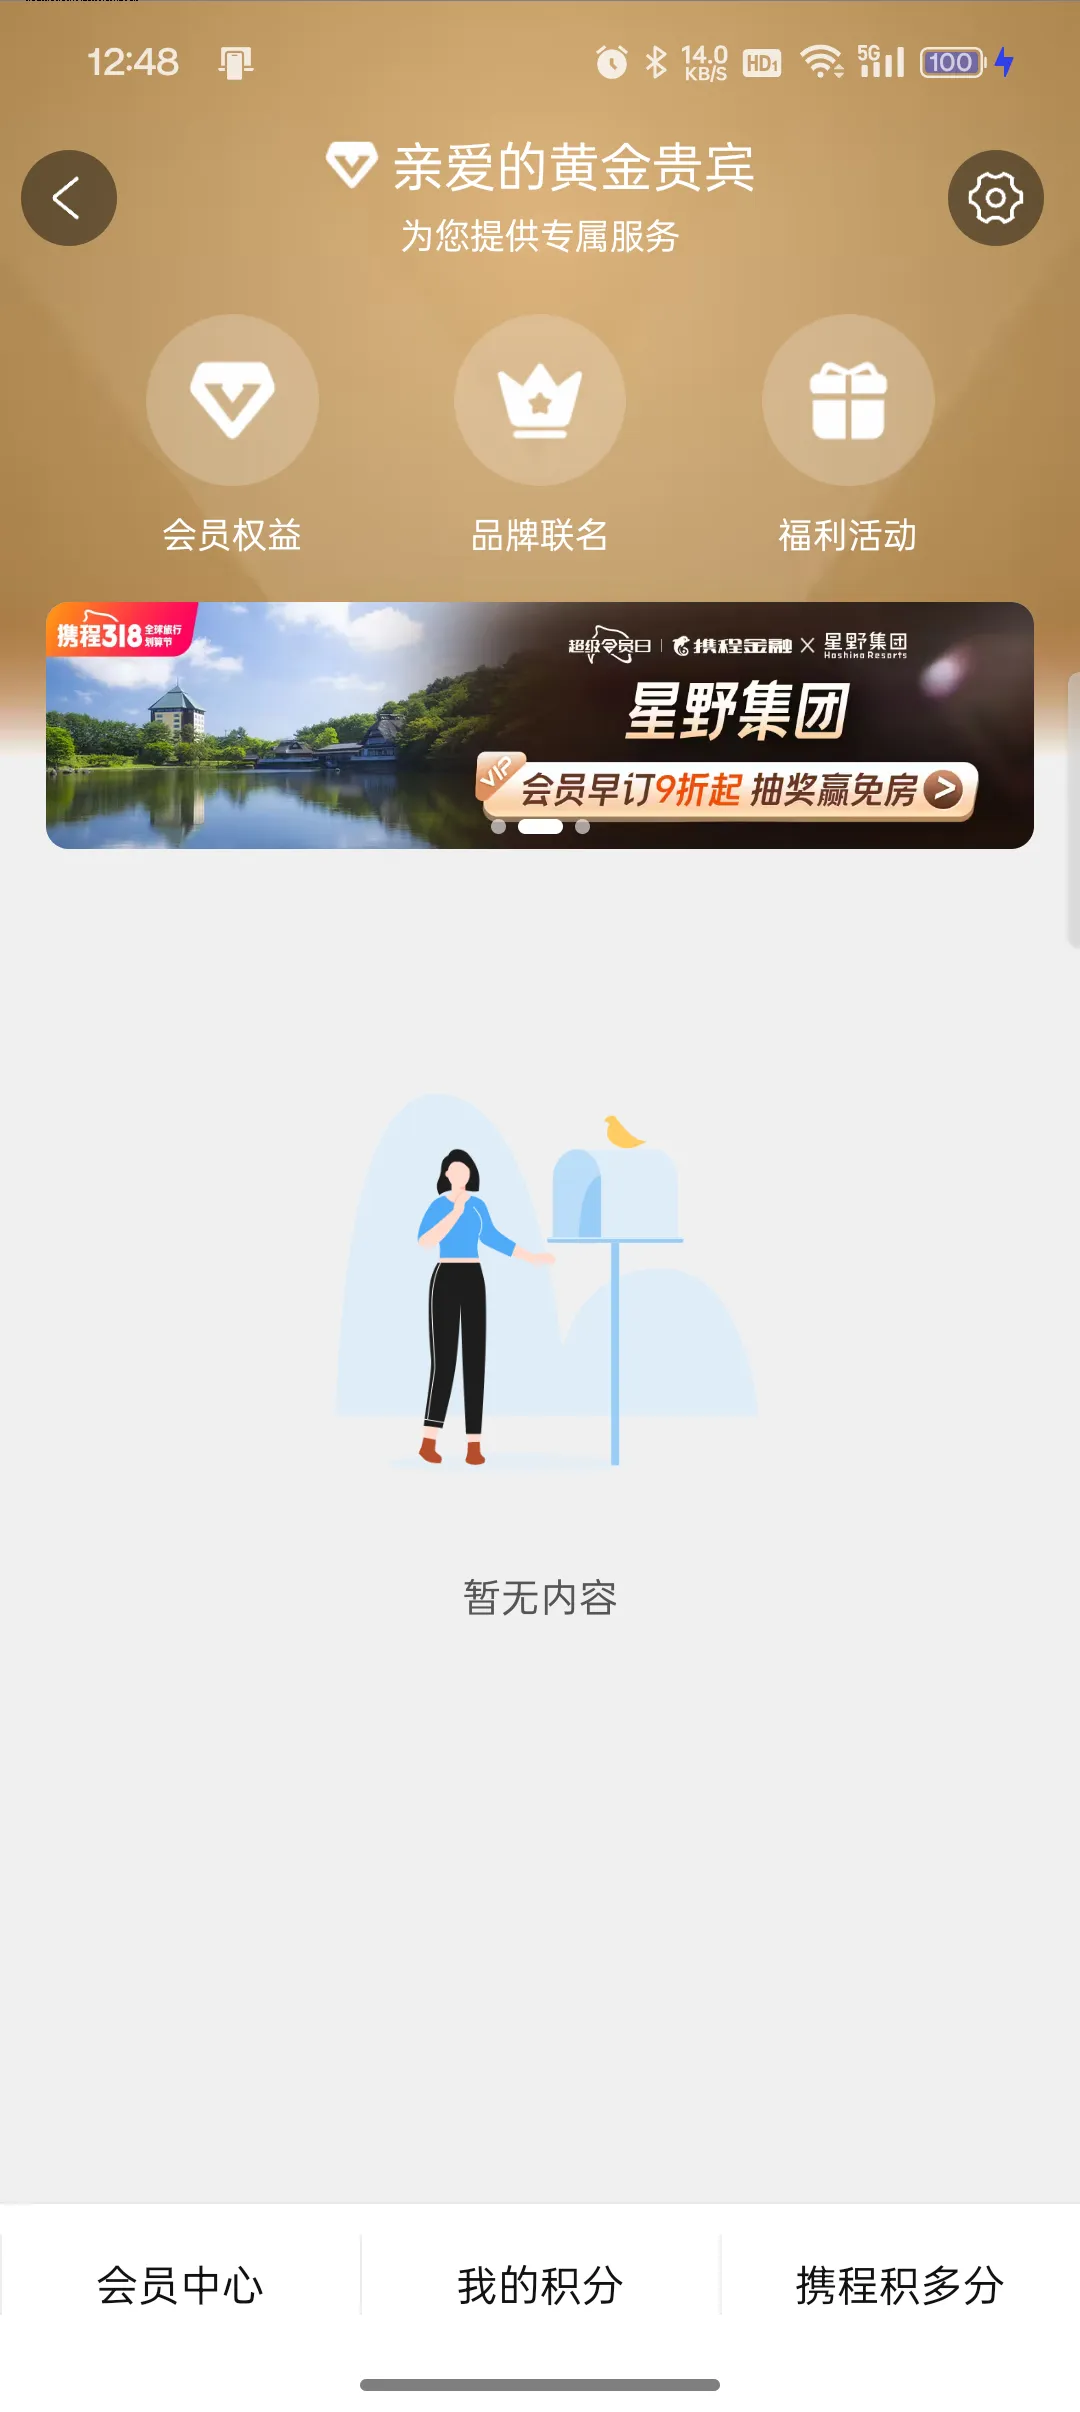 12:48
14.0
KB/S
HD1
5G
100
亲爱的黄金贵宾
为您提供专属服务
会员权益
品牌联名
福利活动
携程318
全球旅行
划算节
超级会员日
携程金融 X 星野集团
Hoshino Resorts
星野集团
VIP
会员早订9折起 抽奖赢免房
暂无内容
会员中心
我的积分
携程积多分